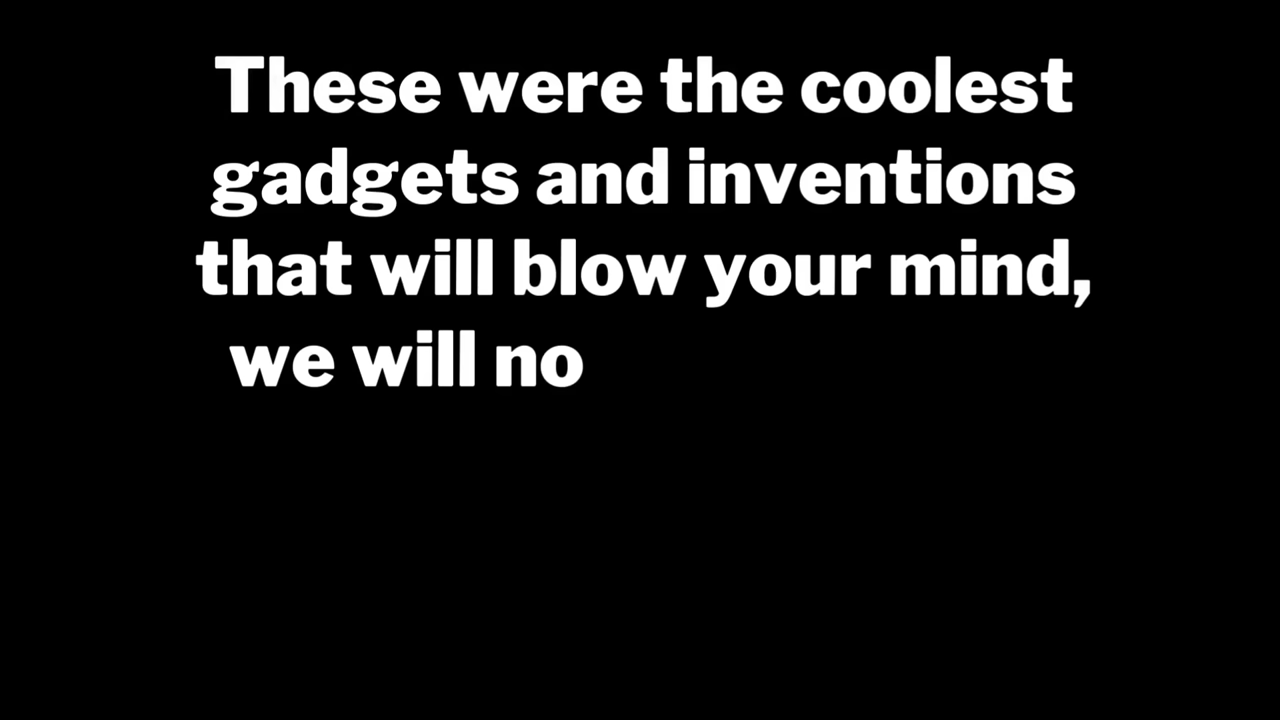 These were the coolest
gadgets and inventions
that will blow your mind,
we will no